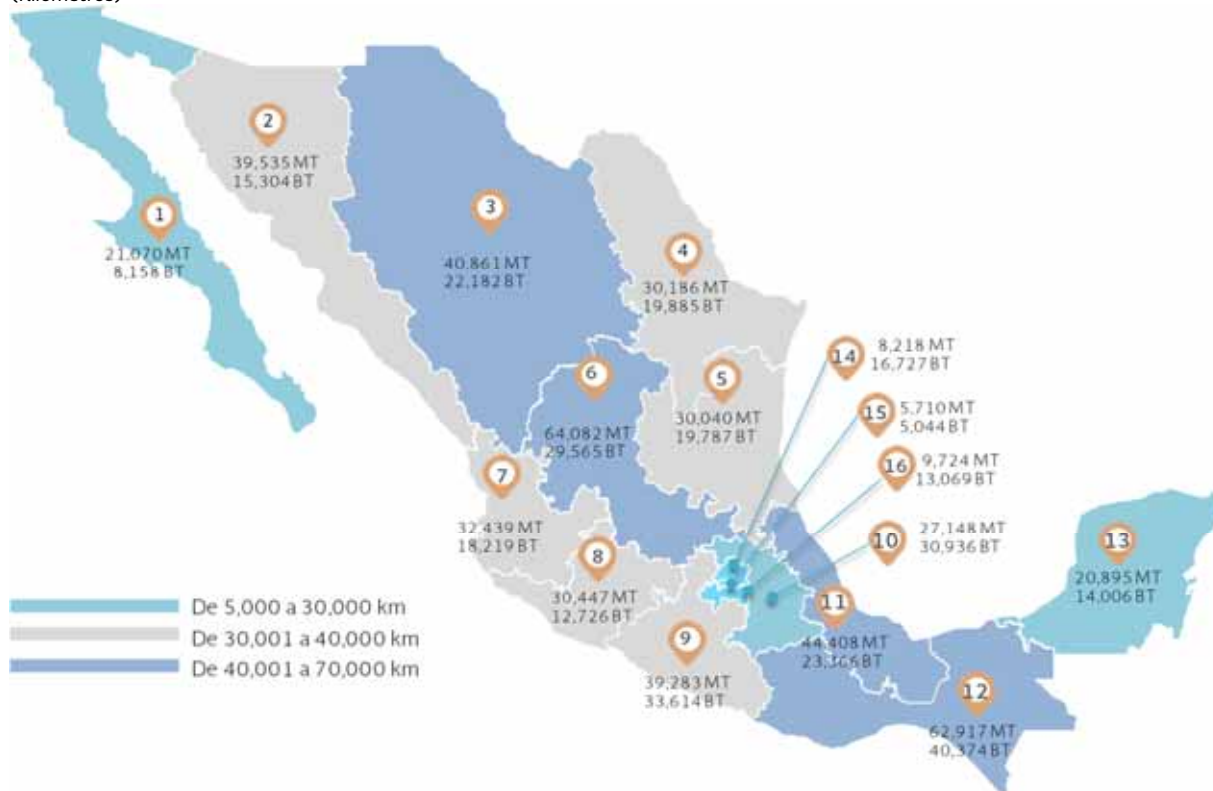 (Kilómetros)
2
39,535 MT
15,304 BT
1
21,070 MT
8,158 BT
3
40,861 MT
22,182 BT
4
30,186 MT
19,885 BT
14
8,218 MT
16,727 BT
5
30,040 MT
19,787 BT
15
5,710 MT
5,044 BT
6
64,082 MT
29,565 BT
16
9,724 MT
13,069 BT
7
32,439 MT
18,219 BT
10
27,148 MT
30,936 BT
13
20,895 MT
14,006 BT
8
30,447 MT
12,726 BT
11
44,408 MT
23,366 BT
9
39,283 MT
33,614 BT
12
62,917 MT
40,374 BT
De 5,000 a 30,000 km
De 30,001 a 40,000 km
De 40,001 a 70,000 km